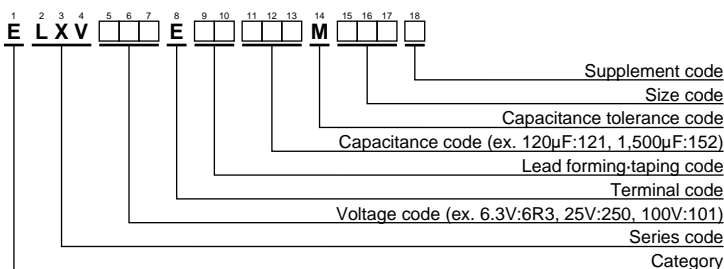 1 2 3 4 5 6 7 8 9 10 11 12 13 14 15 16 17 18
E L X V □□□ E □□ □□□ M □□□ □
Supplement code
Size code
Capacitance tolerance code
Capacitance code (ex. 120µF:121, 1,500µF:152)
Lead forming·taping code
Terminal code
Voltage code (ex. 6.3V:6R3, 25V:250, 100V:101)
Series code
Category